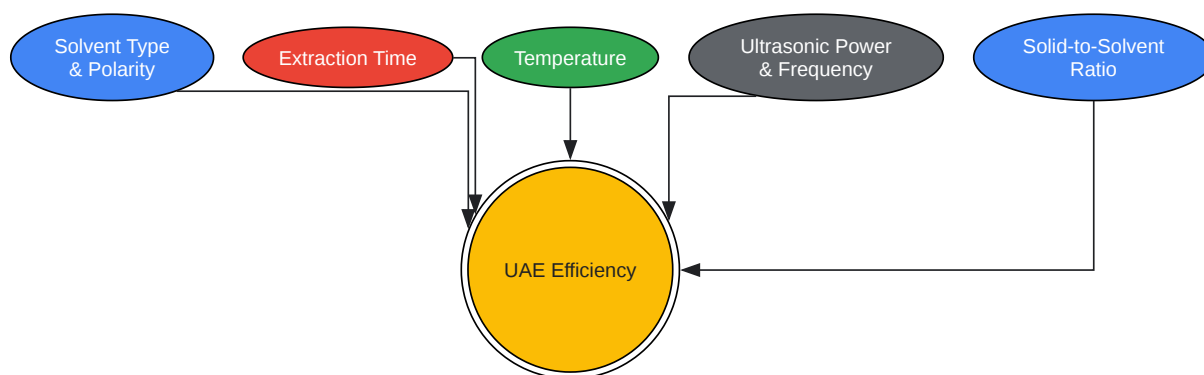 Solvent Type
& Polarity
Extraction Time
Temperature
Ultrasonic Power
& Frequency
Solid-to-Solvent
Ratio
UAE Efficiency